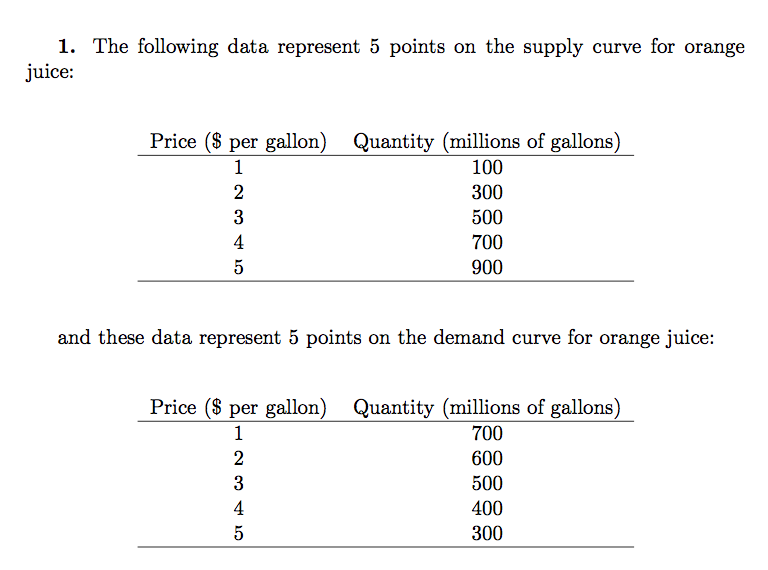 1. The following data represent 5 points on the supply curve for orange
juice:
Price ($ per gallon) Quantity (millions of gallons)
1 100
2 300
3 500
4 700
5 900
and these data represent 5 points on the demand curve for orange juice:
Price ($ per gallon) Quantity (millions of gallons)
1 700
2 600
3 500
4 400
5 300